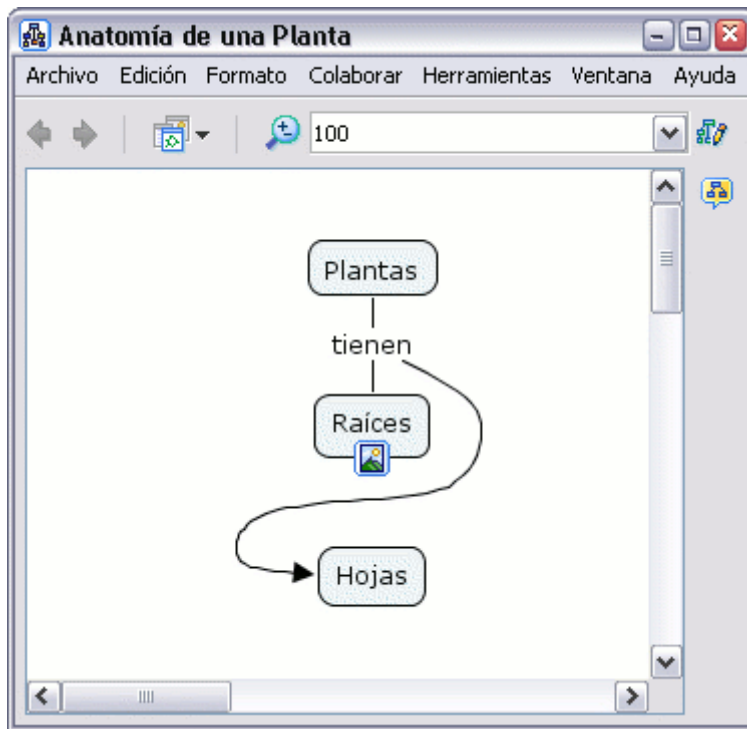 Anatomía de una Planta
Archivo Edición Formato Colaborar Herramientas Ventana Ayuda
100
Plantas
tienen
Raíces
Hojas